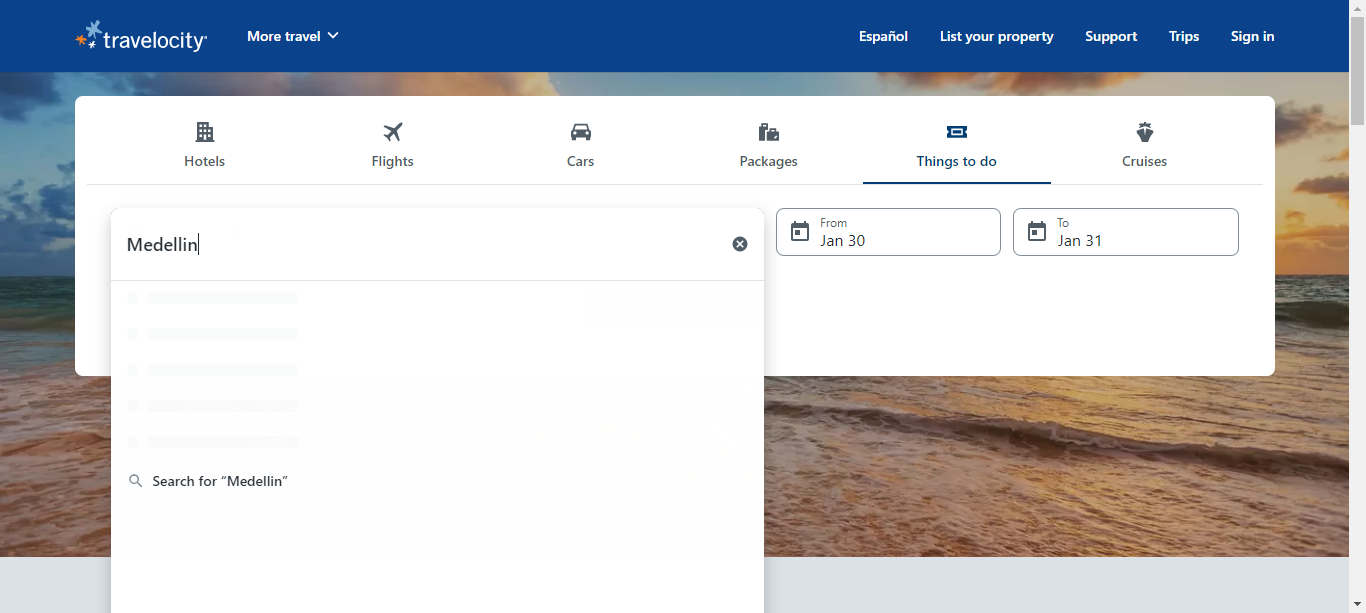 travelocity
More travel
Español
List your property
Support
Trips
Sign in
Hotels
Flights
Cars
Packages
Things to do
Cruises
Medellin
From
Jan 30
To
Jan 31
Search for “Medellin”